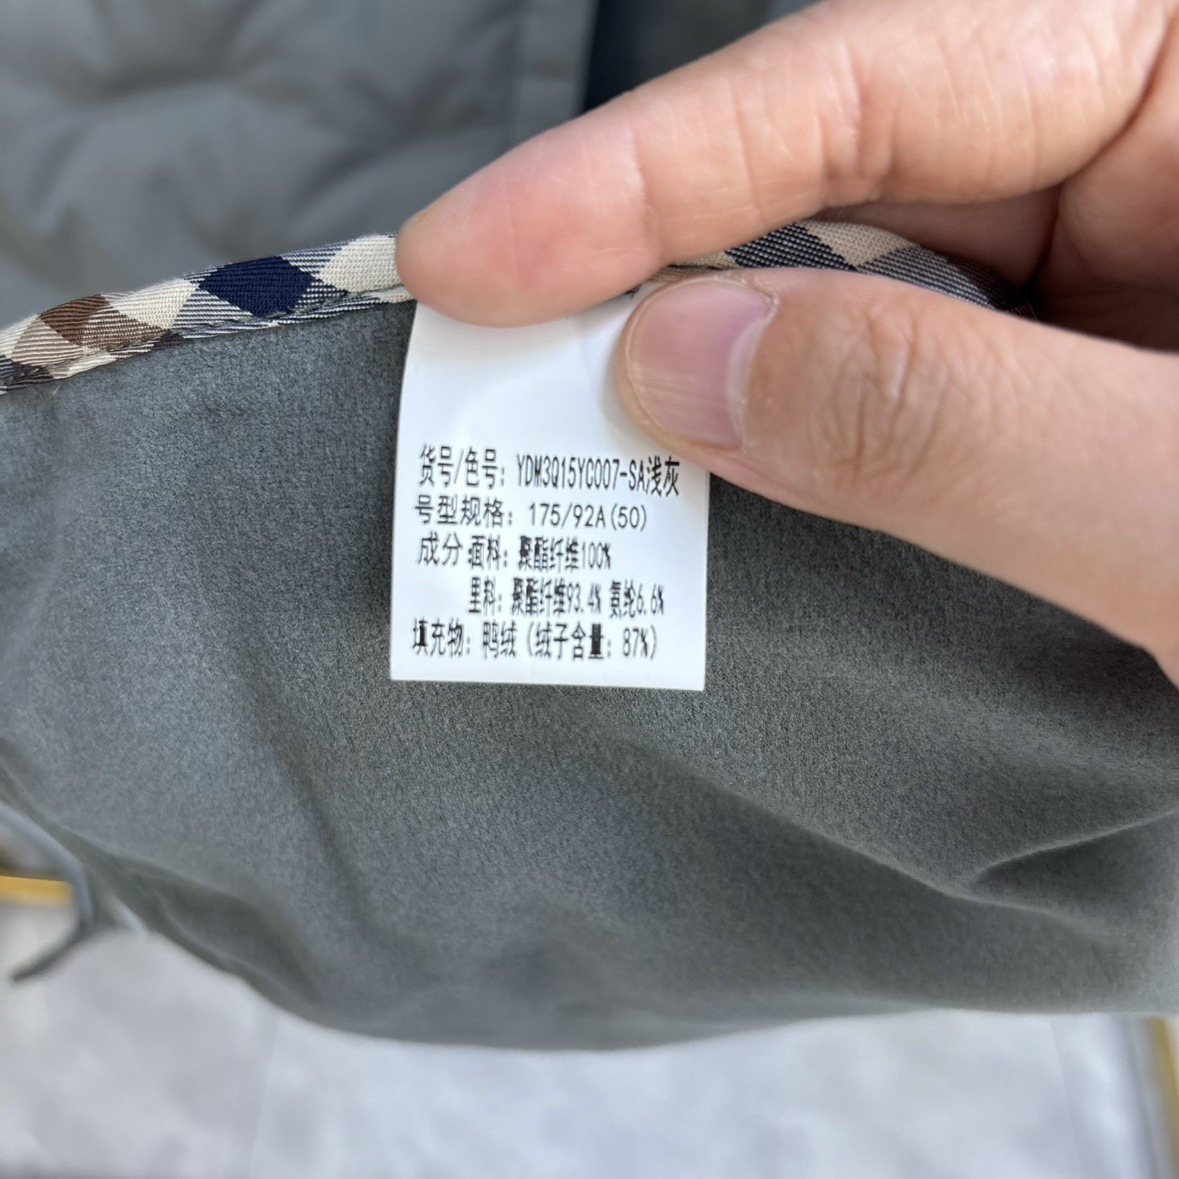 货号/色号: YDM3Q15YC007-SA浅灰
号型规格: 175/92A(50)
成分 面料: 聚酯纤维100%
里料: 聚酯纤维93.4% 氨纶6.6%
填充物: 鸭绒 (绒子含量: 87%)